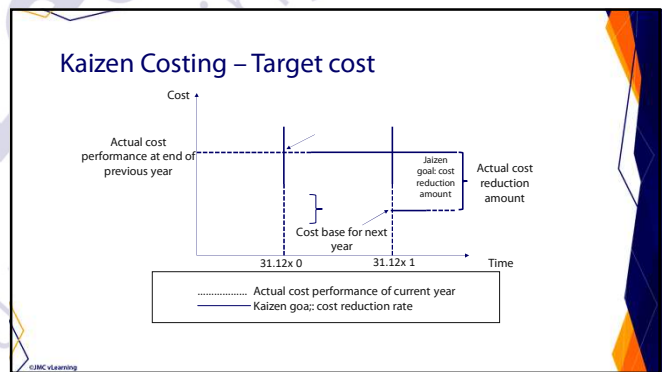 Kaizen Costing – Target cost
Cost
Actual cost
performance at end of
previous year
Jaizen
goal: cost
reduction
amount
Actual cost
reduction
amount
Cost base for next
year
31.12x 0
31.12x 1
Time
.................. Actual cost performance of current year
Kaizen goa;: cost reduction rate
©JMC vLearning